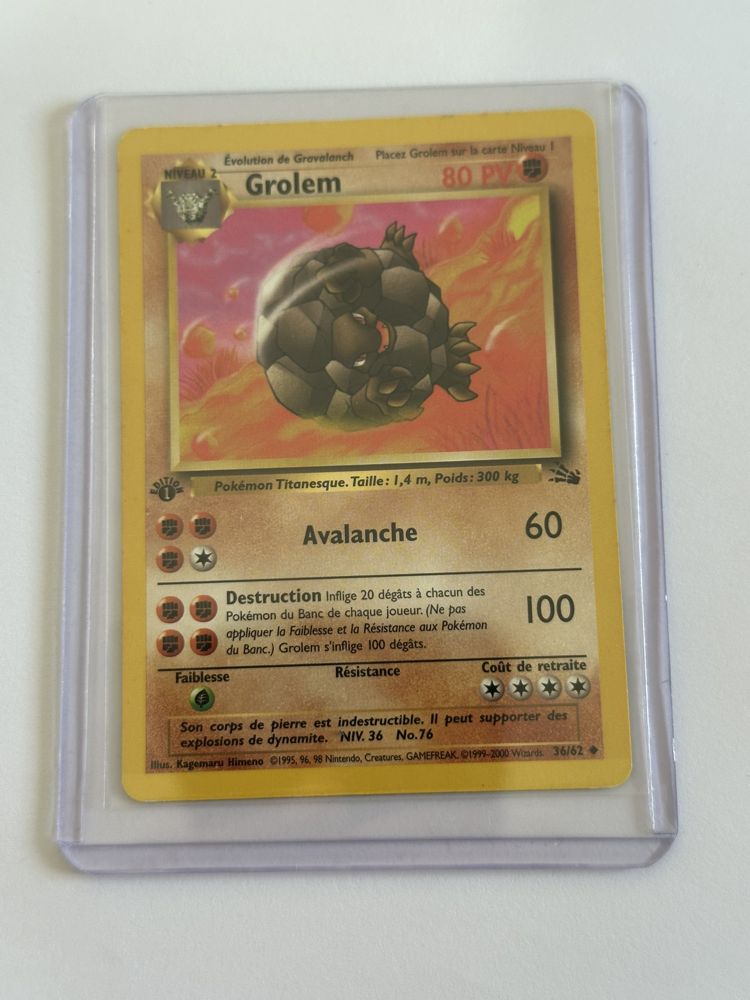 Évolution de Gravalanch Placez Grolem sur la carte Niveau 1
NIVEAU 2
Grolem 80 PV
Pokémon Titanesque. Taille: 1,4 m, Poids: 300 kg
EDITION
1
Avalanche 60
Destruction Inflige 20 dégâts à chacun des
Pokémon du Banc de chaque joueur. (Ne pas
appliquer la Faiblesse et la Résistance aux Pokémon
du Banc.) Grolem s'inflige 100 dégâts.
100
Faiblesse Résistance Coût de retraite
Son corps de pierre est indestructible. Il peut supporter des
explosions de dynamite. NIV. 36 No. 76
Illus. Kagemaru Himeno ©1995, 96, 98 Nintendo, Creatures, GAMEFREAK. ©1999-2000 Wizards. 36/62